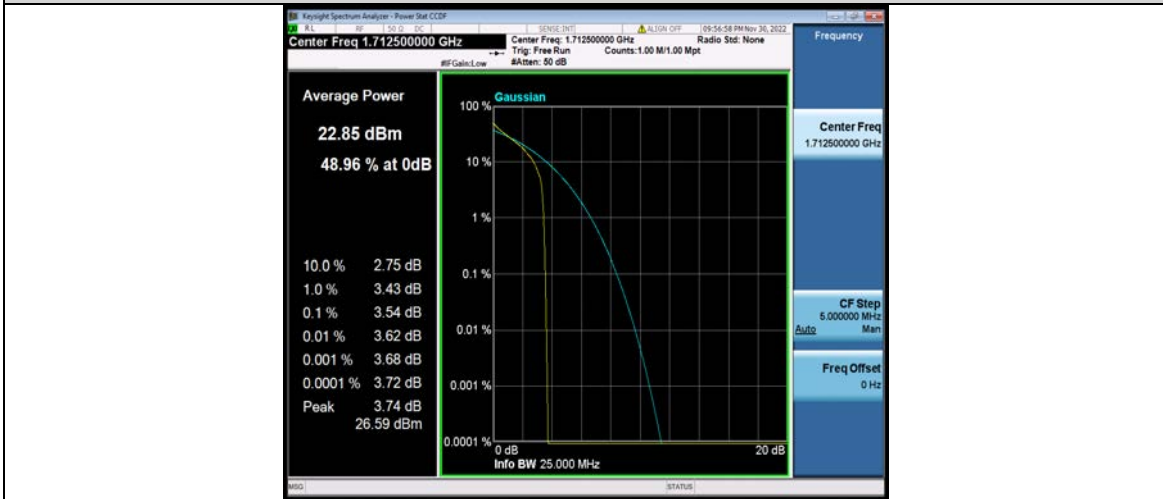 Keysight Spectrum Analyzer - Power Stat CCDF
RL RF 50 Ω DC SENSE:INT ALIGN OFF 09:56:58 PM Nov 30, 2022
Center Freq 1.712500000 GHz
Center Freq: 1.712500000 GHz Radio Std: None
Trig: Free Run Counts:1.00 M/1.00 Mpt
#IFGain:Low #Atten: 50 dB
Frequency
Average Power
22.85 dBm
48.96 % at 0dB
10.0 % 2.75 dB
1.0 % 3.43 dB
0.1 % 3.54 dB
0.01 % 3.62 dB
0.001 % 3.68 dB
0.0001 % 3.72 dB
Peak 3.74 dB
26.59 dBm
Gaussian
100 %
10 %
1 %
0.1 %
0.01 %
0.001 %
0.0001 %
0 dB 20 dB
Info BW 25.000 MHz
Center Freq
1.712500000 GHz
CF Step
5.000000 MHz
Auto Man
Freq Offset
0 Hz
MSG STATUS